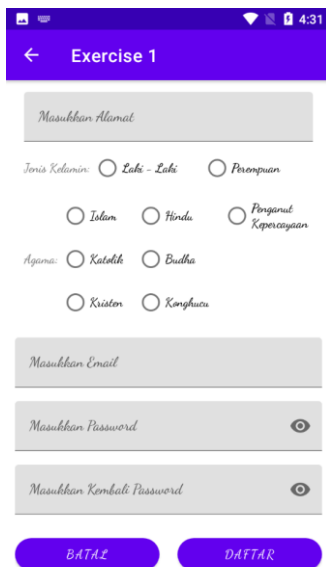 4:31
Exercise 1
Masukkan Alamat
Jenis Kelamin: Laki - Laki Perempuan
Islam Hindu Penganut
Kepercayaan
Agama: Katolik Budha
Kristen Konghucu
Masukkan Email
Masukkan Password
Masukkan Kembali Password
BATAL DAFTAR